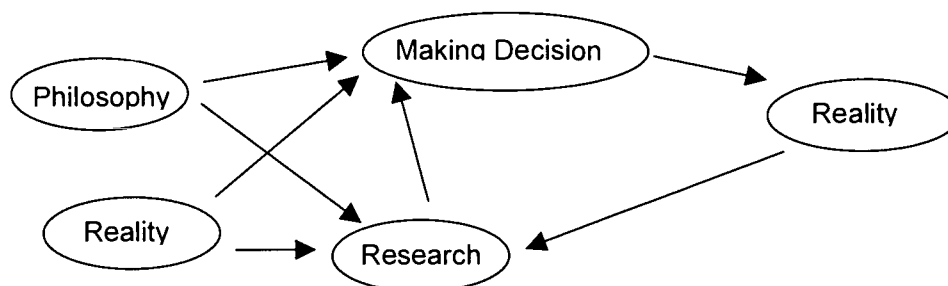 Making Decision
Philosophy
Reality
Reality
Research